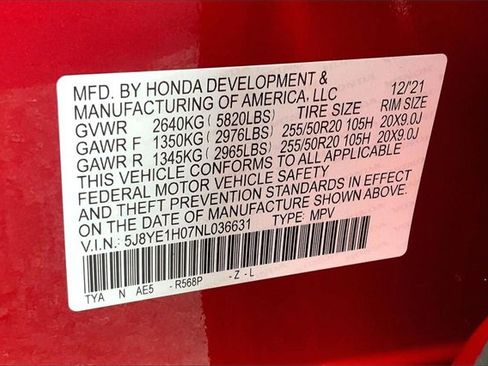 MFD. BY HONDA DEVELOPMENT & 12/'21
MANUFACTURING OF AMERICA, LLC
GVWR 2640KG (5820LBS) TIRE SIZE RIM SIZE
GAWR F 1350KG (2976LBS) 255/50R20 105H 20X9.0J
GAWR R 1345KG (2965LBS) 255/50R20 105H 20X9.0J
THIS VEHICLE CONFORMS TO ALL APPLICABLE
FEDERAL MOTOR VEHICLE SAFETY
AND THEFT PREVENTION STANDARDS IN EFFECT
ON THE DATE OF MANUFACTURE SHOWN ABOVE.
V.I.N: 5J8YE1H07NL036631 TYPE: MPV
TYA N AE5 - R568P - Z - L